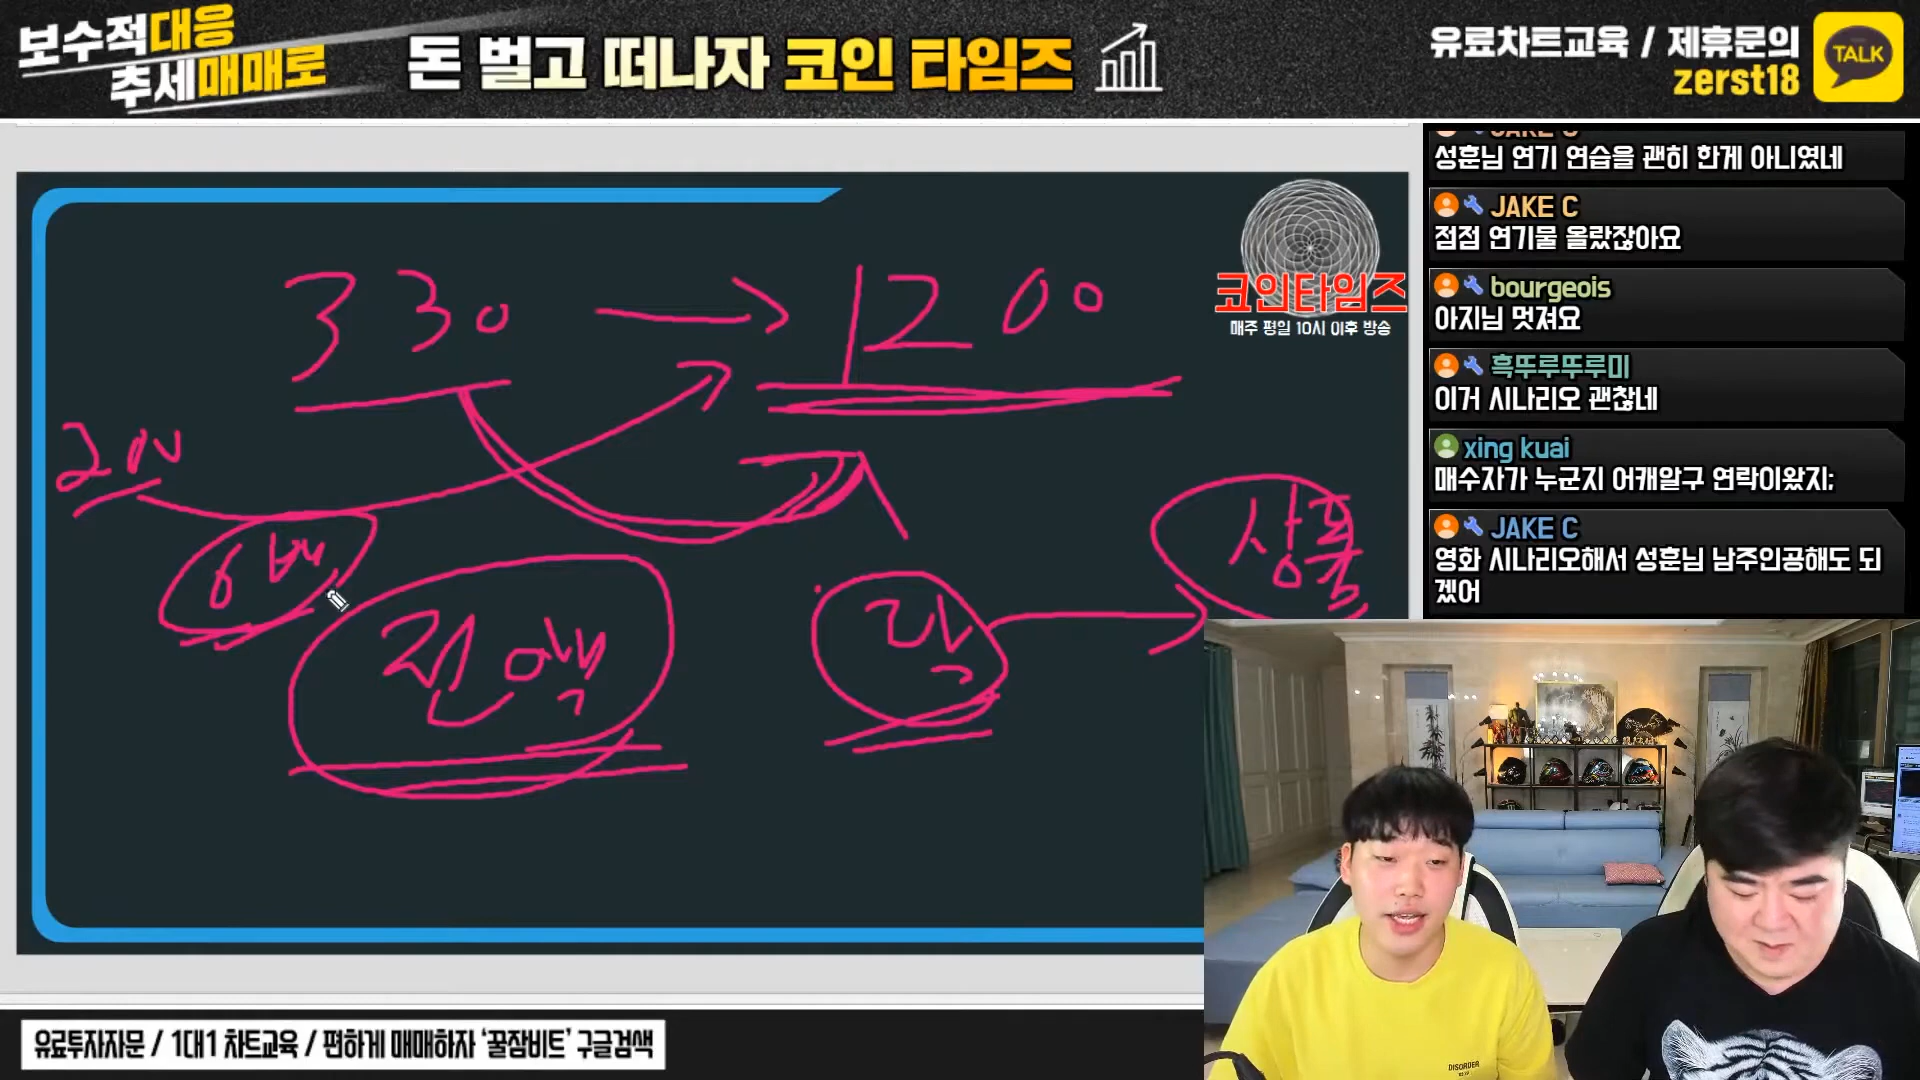 보수적대응
추세매매로
돈 벌고 떠나자 코인 타임즈
유료차트교육 / 제휴문의
zerst18
TALK
330 → 1200
200
6배
전액
락
상폴
코인타임즈
매주 평일 10시 이후 방송
JAKE C
성훈님 연기 연습을 괜히 한게 아니였네
JAKE C
점점 연기물 올랐잖아요
bourgeois
아지님 멋져요
흑뚜루뚜루미
이거 시나리오 괜찮네
xing kuai
매수자가 누군지 어캐알구 연락이왔지;
JAKE C
영화 시나리오해서 성훈님 남주인공해도 되
겠어
DISORDER
유료투자자문 / 1대1 차트교육 / 편하게 매매하자 '꿀잠비트' 구글검색